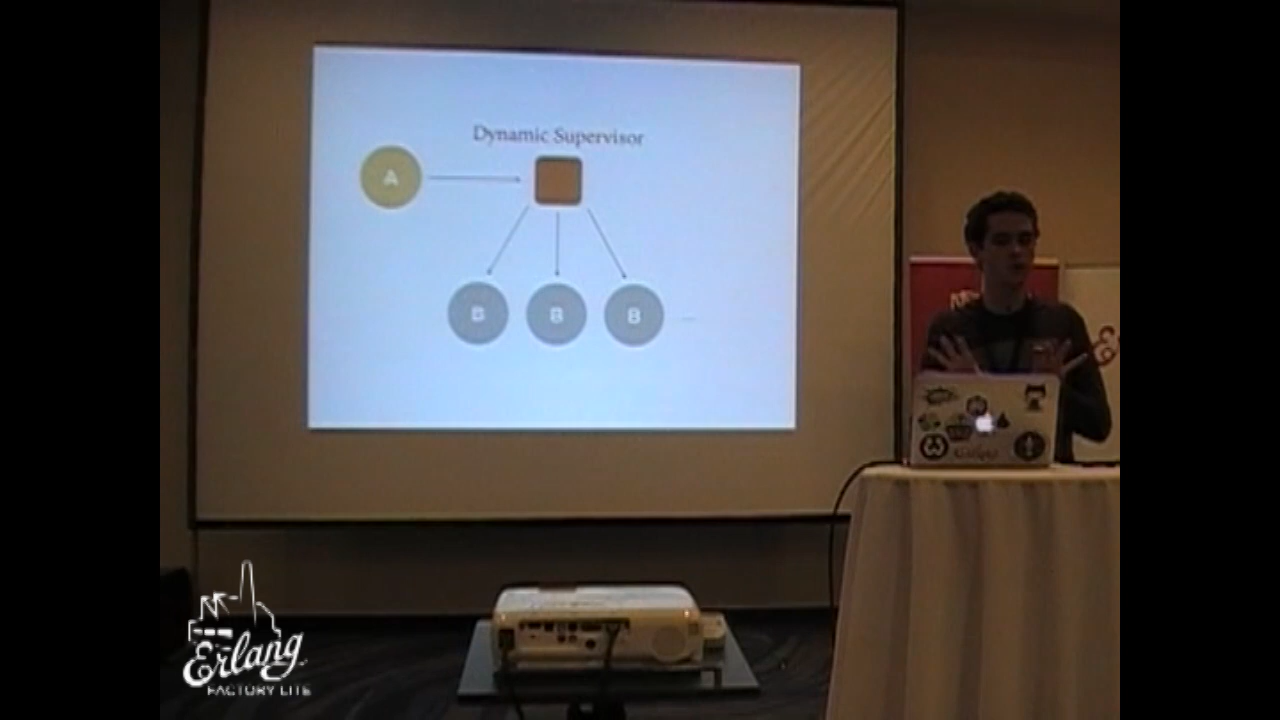 Dynamic Supervisor
A
B B B ...
Erlang
FACTORY LITE